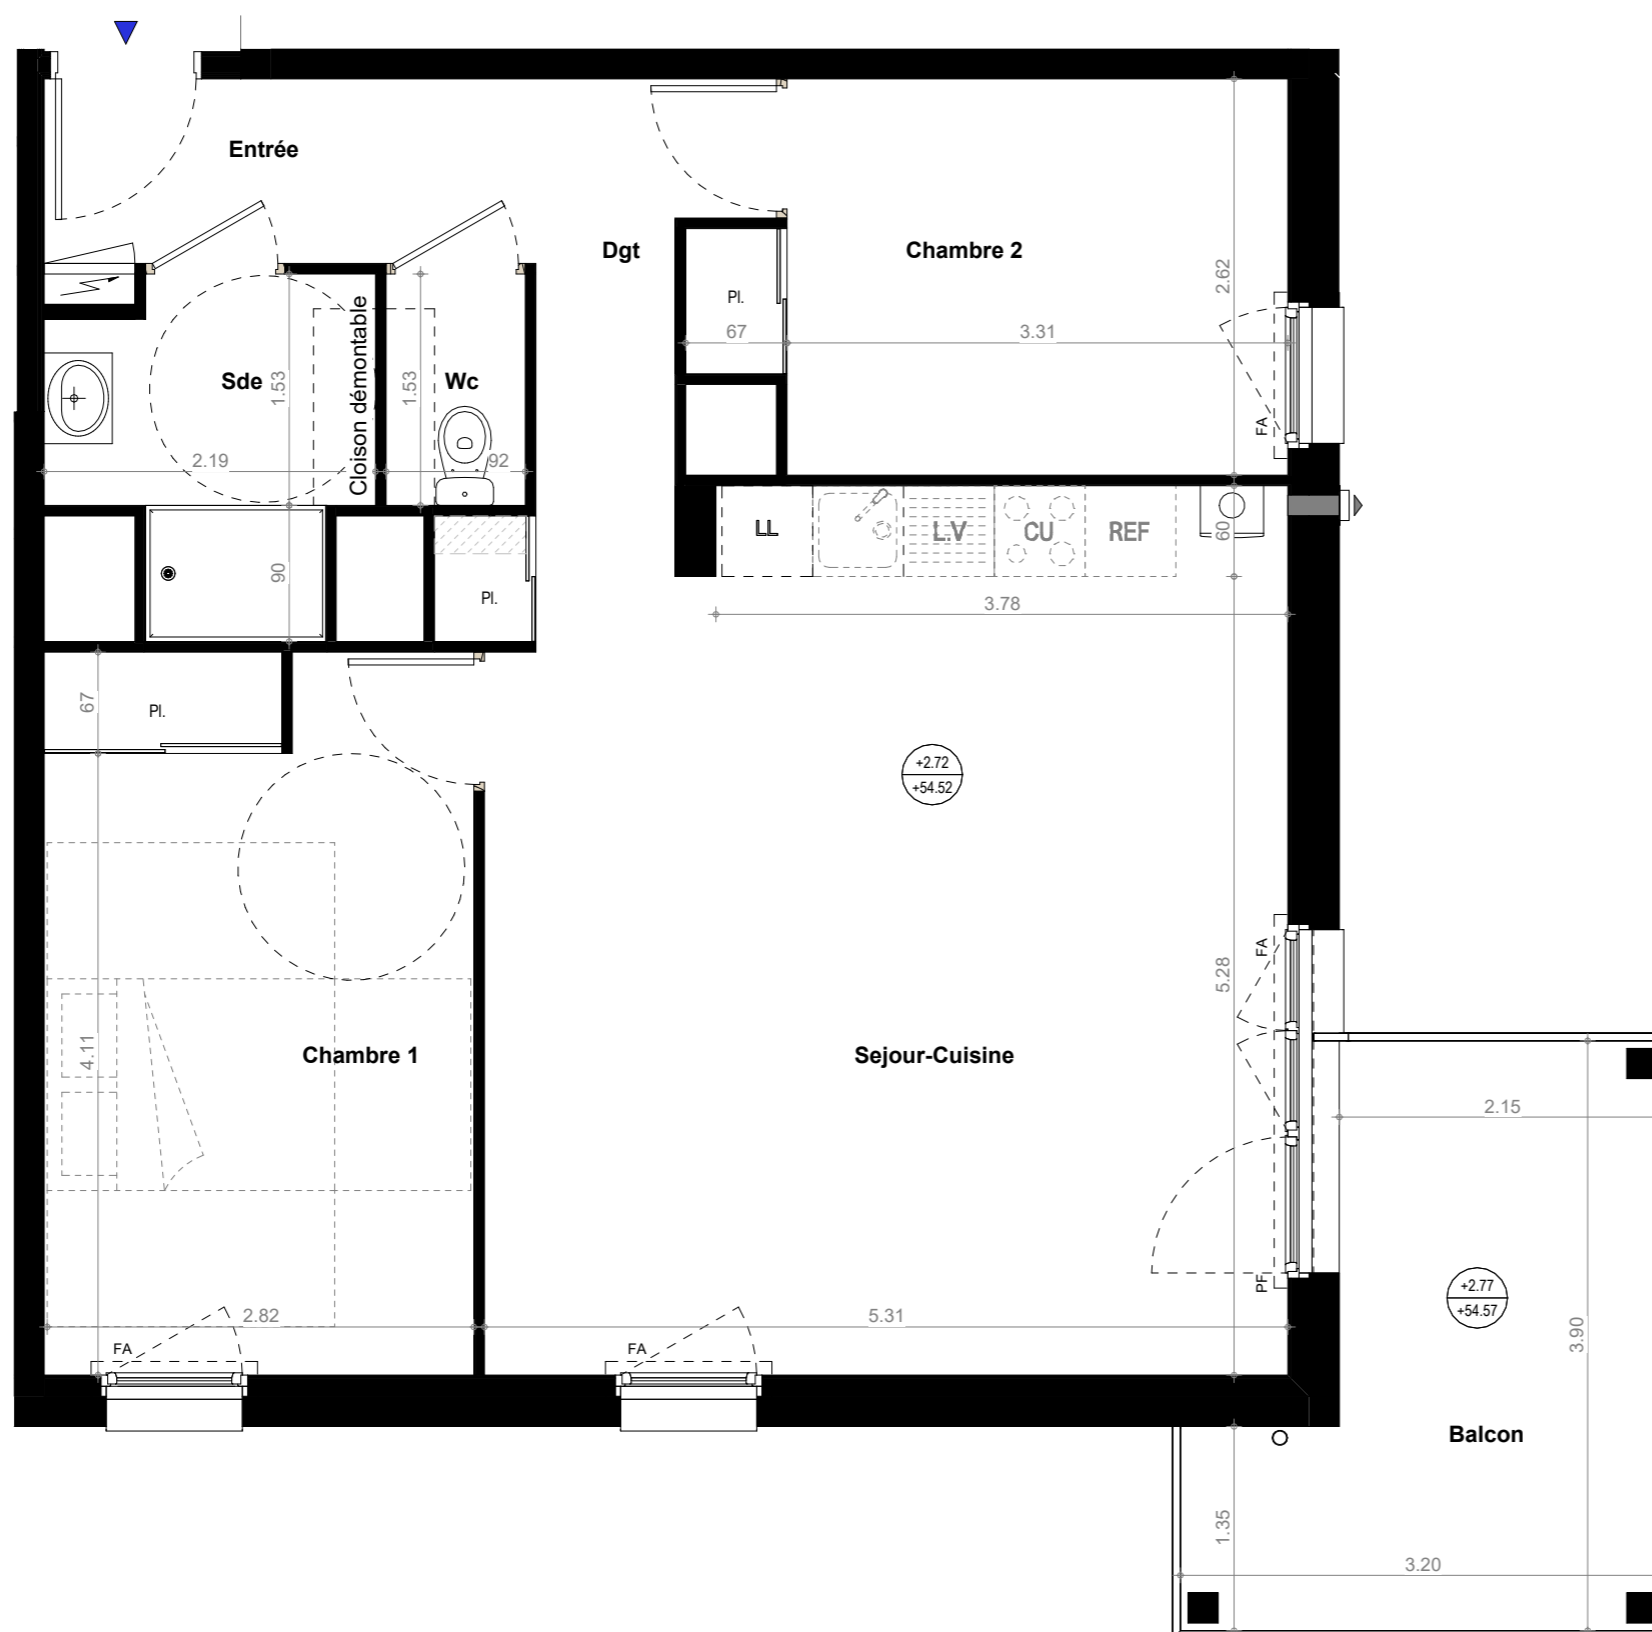 Entrée
Dgt
Chambre 2
2.62
Pl.
67
3.31
FA
Sde
1.53
Cloison démontable
1.53
Wc
2.19
92
90
Pl.
LL
L.V
CU
REF
60
3.78
67
Pl.
+2.72
+54.52
FA
5.28
4.11
Chambre 1
Sejour-Cuisine
2.15
PF
+2.77
+54.57
2.82
5.31
3.90
FA
FA
Balcon
1.35
3.20